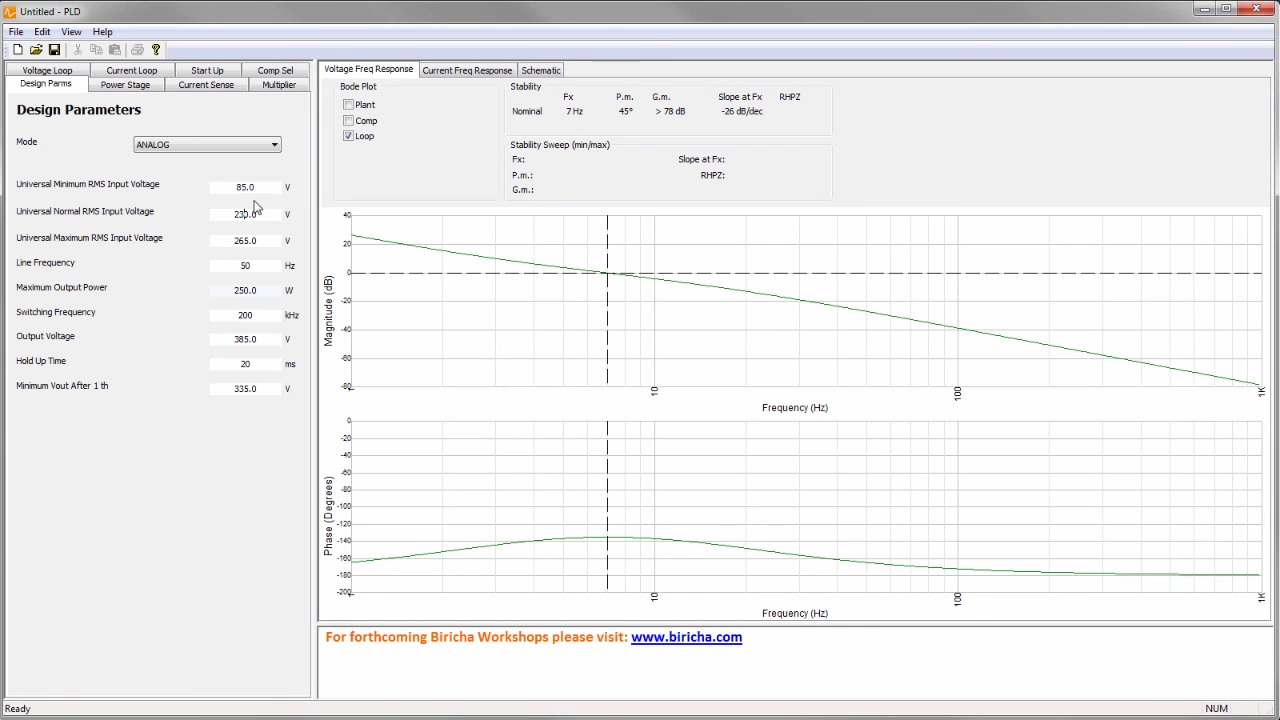 Untitled - PLD
File Edit View Help
Voltage Loop Current Loop Start Up Comp Sel
Design Parms Power Stage Current Sense Multiplier
Design Parameters
Mode ANALOG
Universal Minimum RMS Input Voltage 85.0 V
Universal Normal RMS Input Voltage 230.0 V
Universal Maximum RMS Input Voltage 265.0 V
Line Frequency 50 Hz
Maximum Output Power 250.0 W
Switching Frequency 200 kHz
Output Voltage 385.0 V
Hold Up Time 20 ms
Minimum Vout After 1 th 335.0 V
Voltage Freq Response Current Freq Response Schematic
Bode Plot
Plant
Comp
Loop
Stability
Fx P.m. G.m. Slope at Fx RHPZ
Nominal 7 Hz 45° > 78 dB -26 dB/dec
Stability Sweep (min/max)
Fx: Slope at Fx:
P.m.: RHPZ:
G.m.:
Magnitude (dB)
40
20
0
-20
-40
-60
-80
1 10 100 1K
Frequency (Hz)
Phase (Degrees)
0
-20
-40
-60
-80
-100
-120
-140
-160
-180
-200
1 10 100 1K
Frequency (Hz)
For forthcoming Biricha Workshops please visit: www.biricha.com
Ready NUM